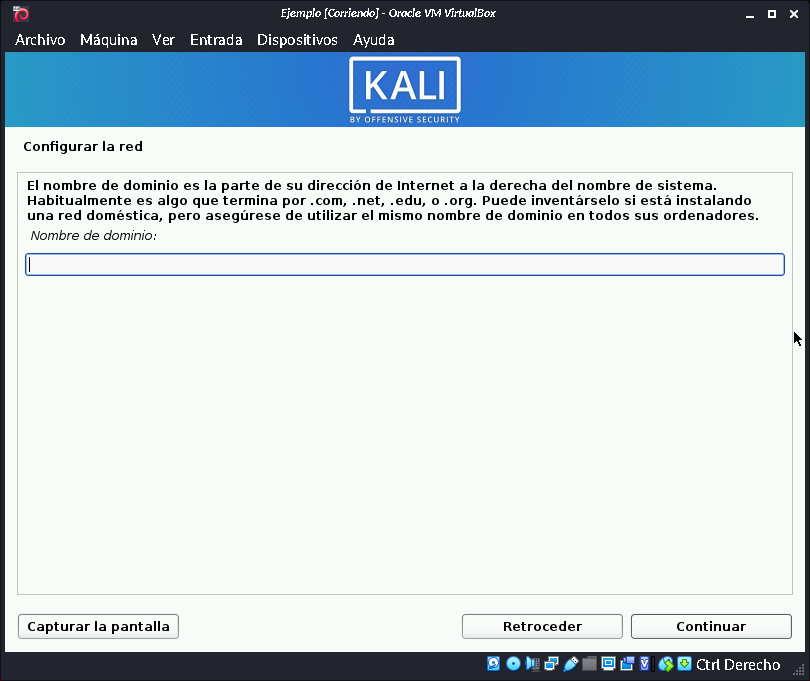 Ejemplo [Corriendo] - Oracle VM VirtualBox
Archivo Máquina Ver Entrada Dispositivos Ayuda
KALI
BY OFFENSIVE SECURITY
Configurar la red
El nombre de dominio es la parte de su dirección de Internet a la derecha del nombre de sistema.
Habitualmente es algo que termina por .com, .net, .edu, o .org. Puede inventárselo si está instalando
una red doméstica, pero asegúrese de utilizar el mismo nombre de dominio en todos sus ordenadores.
Nombre de dominio:
Capturar la pantalla Retroceder Continuar
Ctrl Derecho